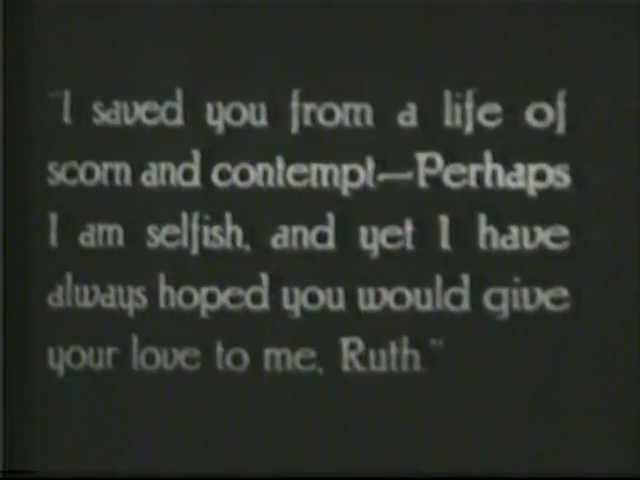 "I saved you from a life of
scorn and contempt—Perhaps
I am selfish, and yet I have
always hoped you would give
your love to me, Ruth."